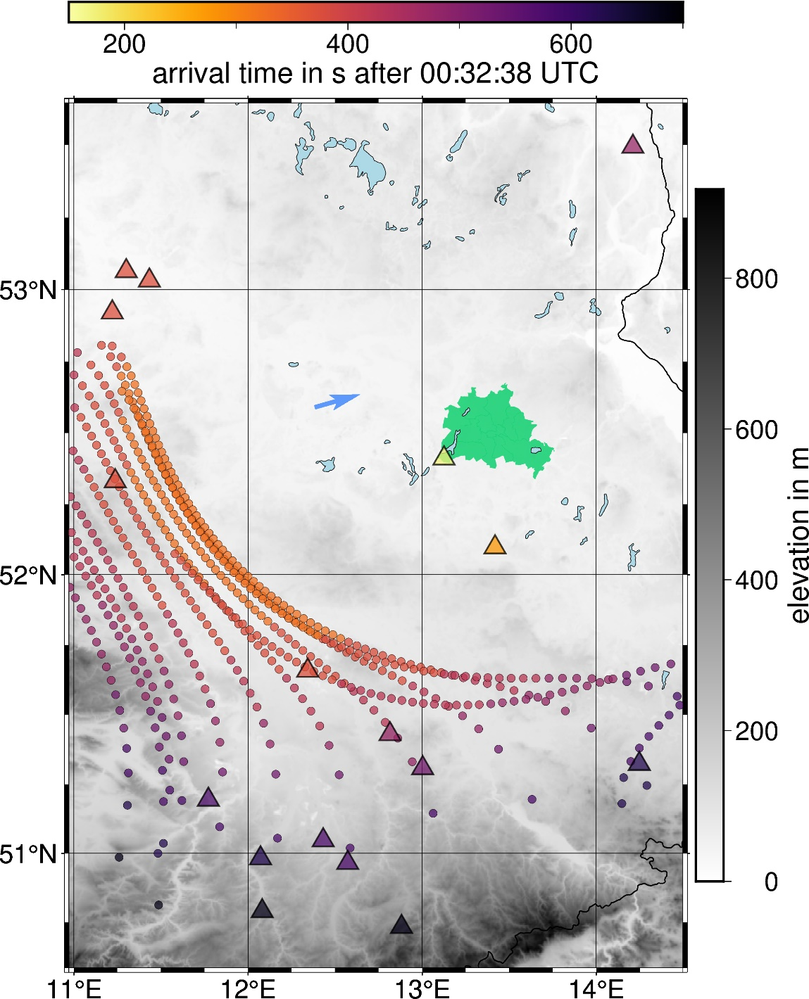 200 400 600
arrival time in s after 00:32:38 UTC
53°N
52°N
51°N
11°E 12°E 13°E 14°E
800
600
400
200
0
elevation in m